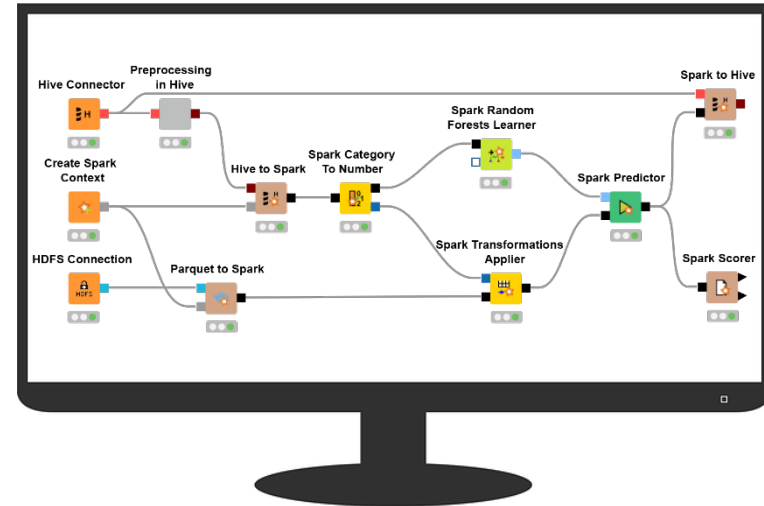 Preprocessing
in Hive
Hive Connector
Spark to Hive
Spark Random
Forests Learner
H
H
Create Spark
Context
Hive to Spark
Spark Category
To Number
Spark Predictor
H
HDFS Connection
Parquet to Spark
Spark Transformations
Applier
Spark Scorer
HDFS